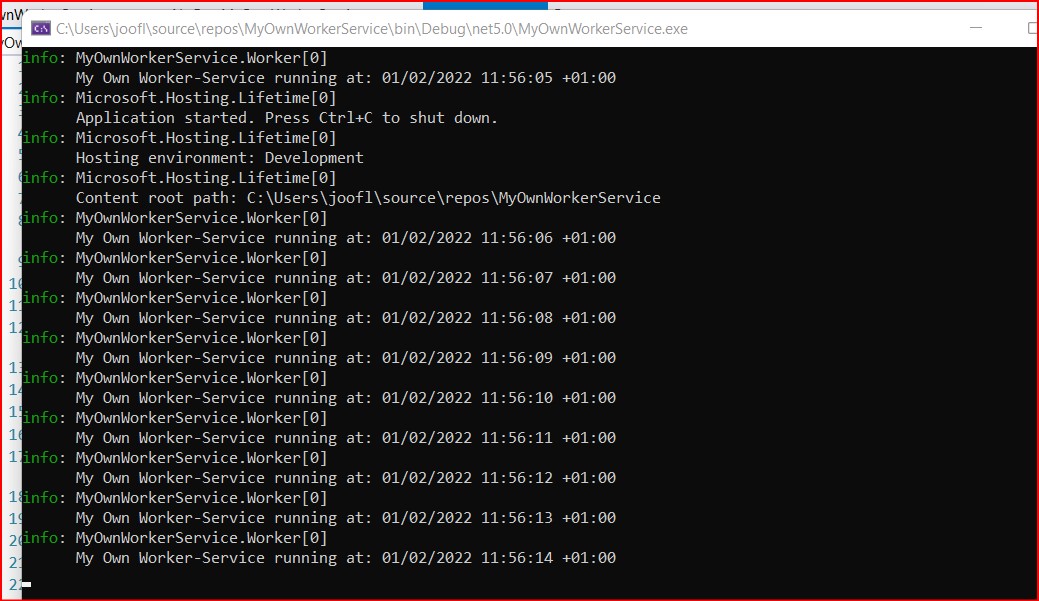 C:\Users\joofl\source\repos\MyOwnWorkerService\bin\Debug\net5.0\MyOwnWorkerService.exe
info: MyOwnWorkerService.Worker[0]
My Own Worker-Service running at: 01/02/2022 11:56:05 +01:00
info: Microsoft.Hosting.Lifetime[0]
Application started. Press Ctrl+C to shut down.
info: Microsoft.Hosting.Lifetime[0]
Hosting environment: Development
info: Microsoft.Hosting.Lifetime[0]
Content root path: C:\Users\joofl\source\repos\MyOwnWorkerService
info: MyOwnWorkerService.Worker[0]
My Own Worker-Service running at: 01/02/2022 11:56:06 +01:00
info: MyOwnWorkerService.Worker[0]
My Own Worker-Service running at: 01/02/2022 11:56:07 +01:00
info: MyOwnWorkerService.Worker[0]
My Own Worker-Service running at: 01/02/2022 11:56:08 +01:00
info: MyOwnWorkerService.Worker[0]
My Own Worker-Service running at: 01/02/2022 11:56:09 +01:00
info: MyOwnWorkerService.Worker[0]
My Own Worker-Service running at: 01/02/2022 11:56:10 +01:00
info: MyOwnWorkerService.Worker[0]
My Own Worker-Service running at: 01/02/2022 11:56:11 +01:00
info: MyOwnWorkerService.Worker[0]
My Own Worker-Service running at: 01/02/2022 11:56:12 +01:00
info: MyOwnWorkerService.Worker[0]
My Own Worker-Service running at: 01/02/2022 11:56:13 +01:00
info: MyOwnWorkerService.Worker[0]
My Own Worker-Service running at: 01/02/2022 11:56:14 +01:00